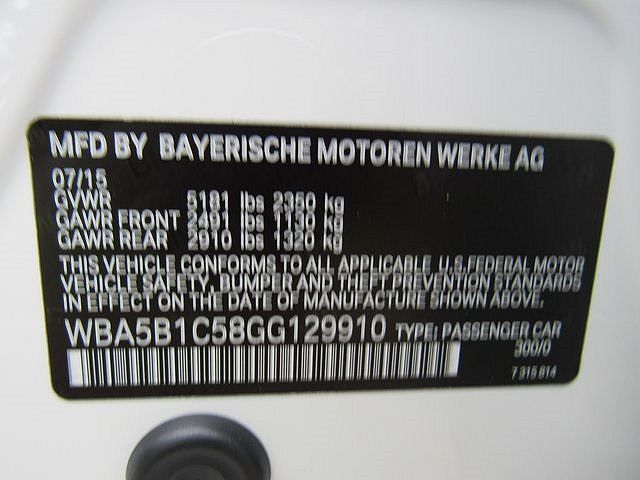 MFD BY BAYERISCHE MOTOREN WERKE AG
07/15
GVWR 5181 lbs 2350 kg
GAWR FRONT 2491 lbs 1130 kg
GAWR REAR 2910 lbs 1320 kg
THIS VEHICLE CONFORMS TO ALL APPLICABLE U.S.FEDERAL MOTOR
VEHICLE SAFETY, BUMPER AND THEFT PREVENTION STANDARDS
IN EFFECT ON THE DATE OF MANUFACTURE SHOWN ABOVE.
WBA5B1C58GG129910 TYPE: PASSENGER CAR
300/0
7 315 814